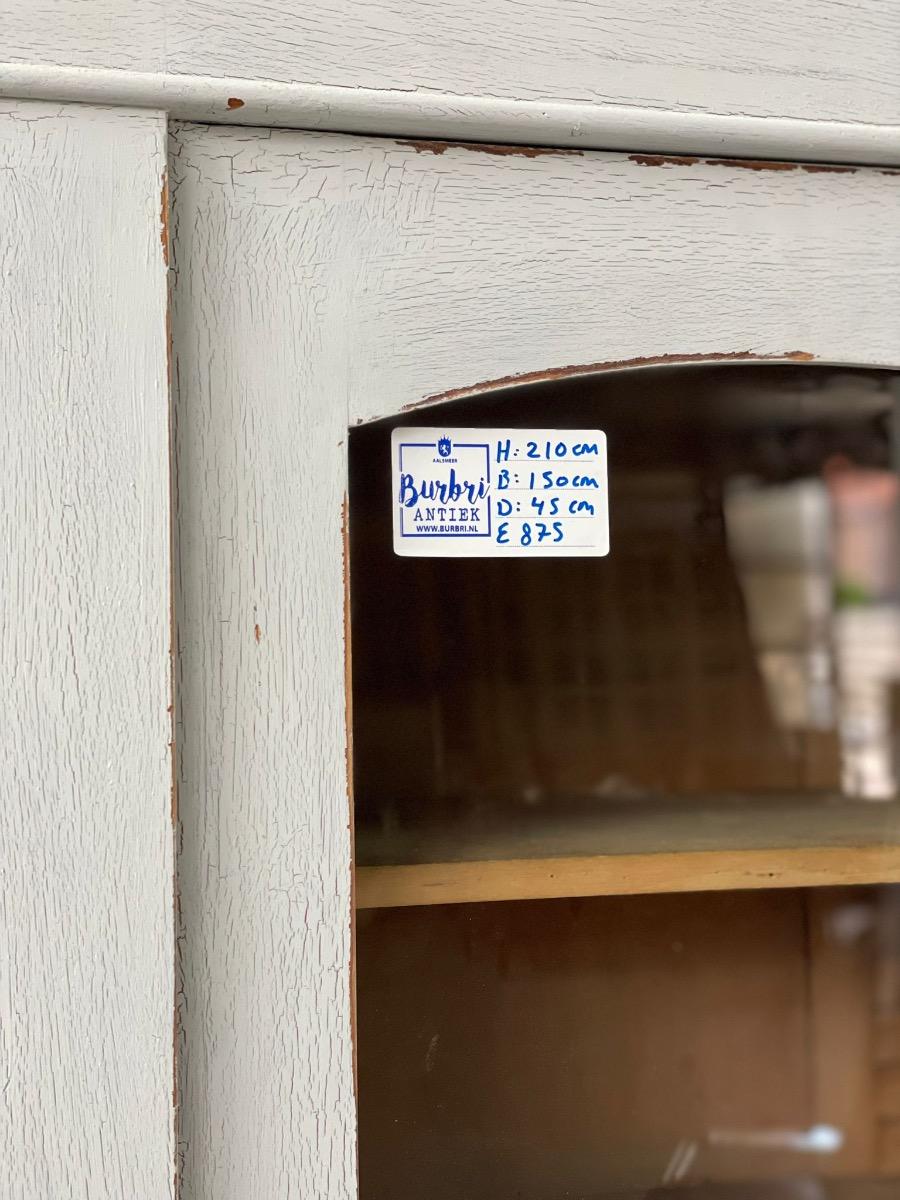 AALSMEER
Burbri
ANTIEK
WWW.BURBRI.NL
H: 210 cm
B: 150 cm
D: 45 cm
E 875